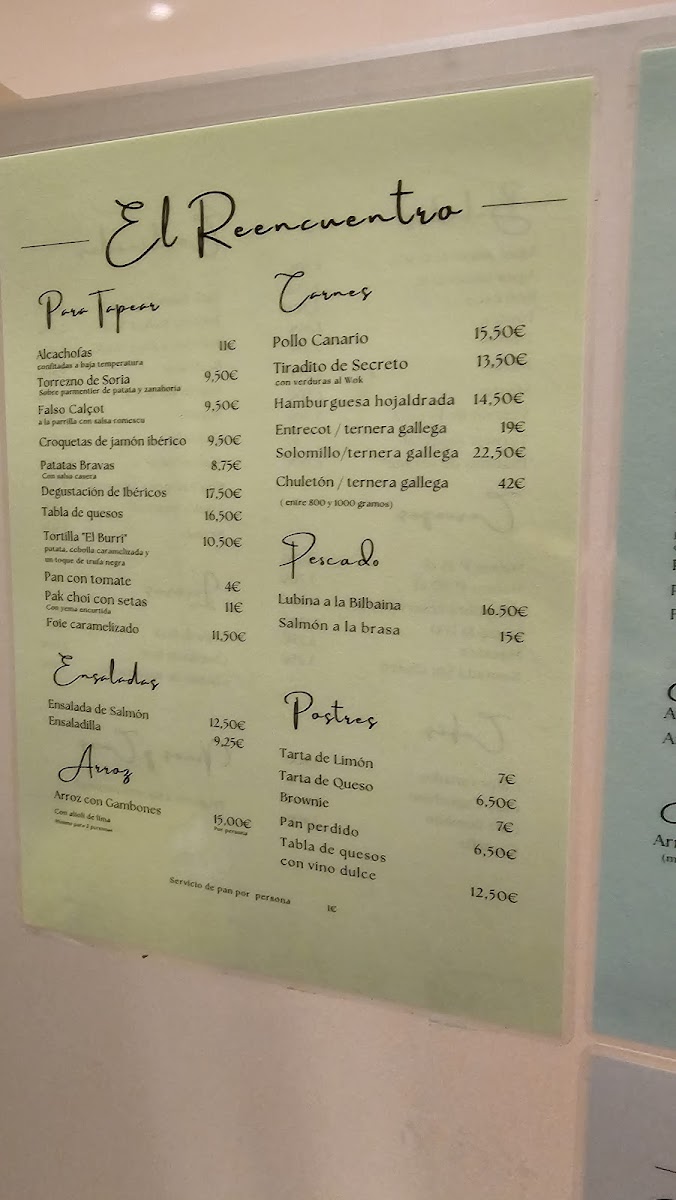 El Reencuentro
Para Tapear
Alcachofas 11€
confitadas a baja temperatura
Torrezno de Soria 9,50€
Sobre parmentier de patata y zanahoria
Falso Calçot 9,50€
a la parrilla con salsa romescu
Croquetas de jamón ibérico 9,50€
Patatas Bravas 8,75€
Con salsa casera
Degustación de Ibéricos 17,50€
Tabla de quesos 16,50€
Tortilla "El Burri" 10,50€
patata, cebolla caramelizada y
un toque de trufa negra
Pan con tomate 4€
Pak choi con setas 11€
Con yema encurtida
Foie caramelizado 11,50€
Ensaladas
Ensalada de Salmón 12,50€
Ensaladilla 9,25€
Arroz
Arroz con Gambones 15,00€
Con alioli de lima Por persona
Mínimo para 2 personas
Carnes
Pollo Canario 15,50€
Tiradito de Secreto 13,50€
con verduras al Wok
Hamburguesa hojaldrada 14,50€
Entrecot / ternera gallega 19€
Solomillo/ternera gallega 22,50€
Chuletón / ternera gallega 42€
( entre 800 y 1000 gramos)
Pescado
Lubina a la Bilbaina 16.50€
Salmón a la brasa 15€
Postres
Tarta de Limón 7€
Tarta de Queso 6,50€
Brownie 7€
Pan perdido 6,50€
Tabla de quesos
con vino dulce 12,50€
Servicio de pan por persona 1€